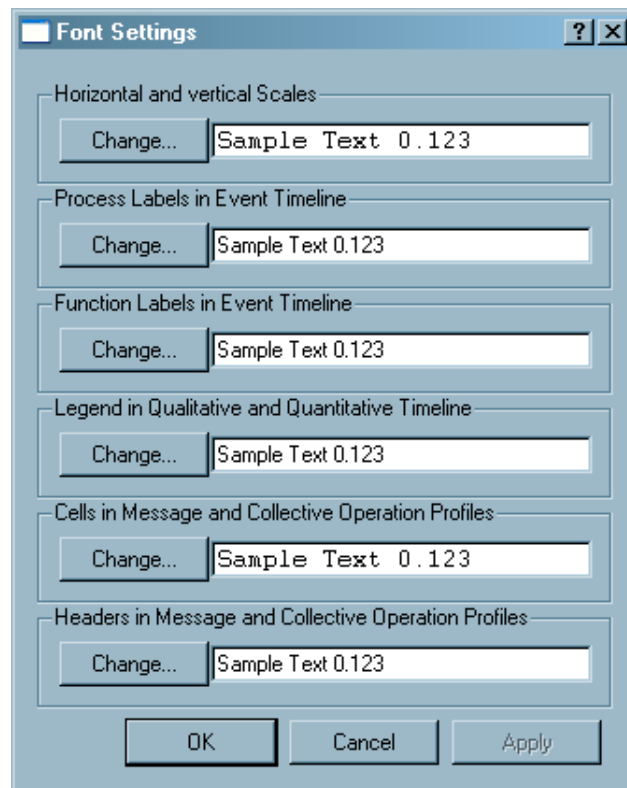 Font Settings
Horizontal and vertical Scales
Change... Sample Text 0.123
Process Labels in Event Timeline
Change... Sample Text 0.123
Function Labels in Event Timeline
Change... Sample Text 0.123
Legend in Qualitative and Quantitative Timeline
Change... Sample Text 0.123
Cells in Message and Collective Operation Profiles
Change... Sample Text 0.123
Headers in Message and Collective Operation Profiles
Change... Sample Text 0.123
OK Cancel Apply